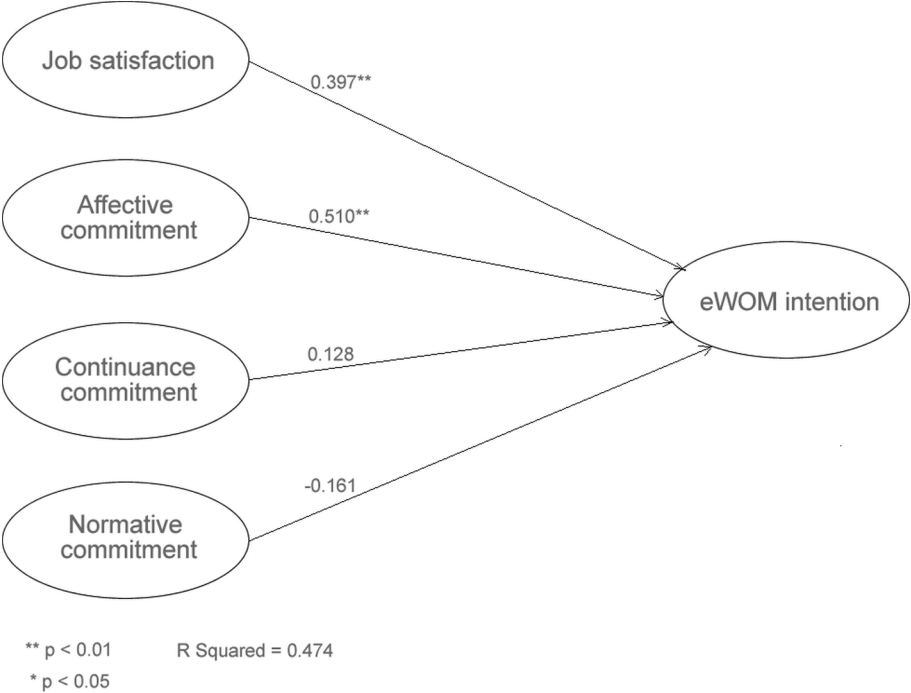 Job satisfaction
0.397**
Affective
commitment
0.510**
eWOM intention
Continuance
commitment
0.128
Normative
commitment
-0.161
** p < 0.01
R Squared = 0.474
* p < 0.05